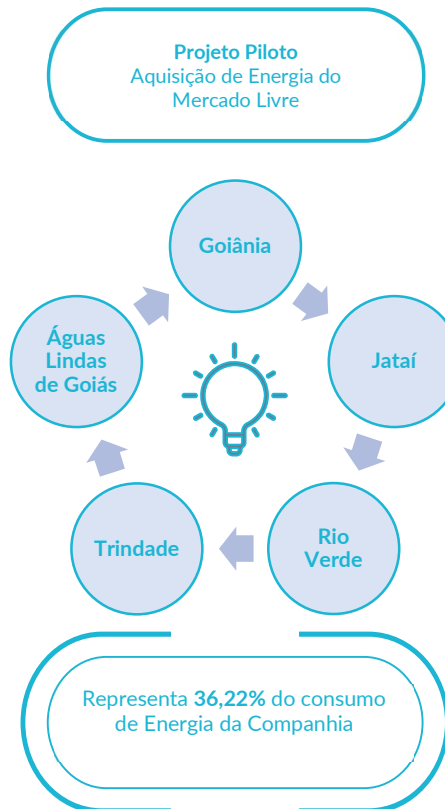 Projeto Piloto
Aquisição de Energia do
Mercado Livre
Goiânia
Jataí
Rio
Verde
Trindade
Águas
Lindas
de Goiás
Representa 36,22% do consumo
de Energia da Companhia